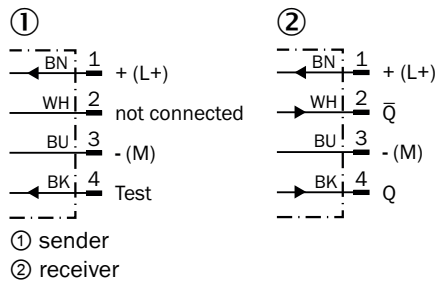 ① ②
BN 1 + (L+) BN 1 + (L+)
WH 2 not connected WH 2 Q̅
BU 3 - (M) BU 3 - (M)
BK 4 Test BK 4 Q
① sender
② receiver